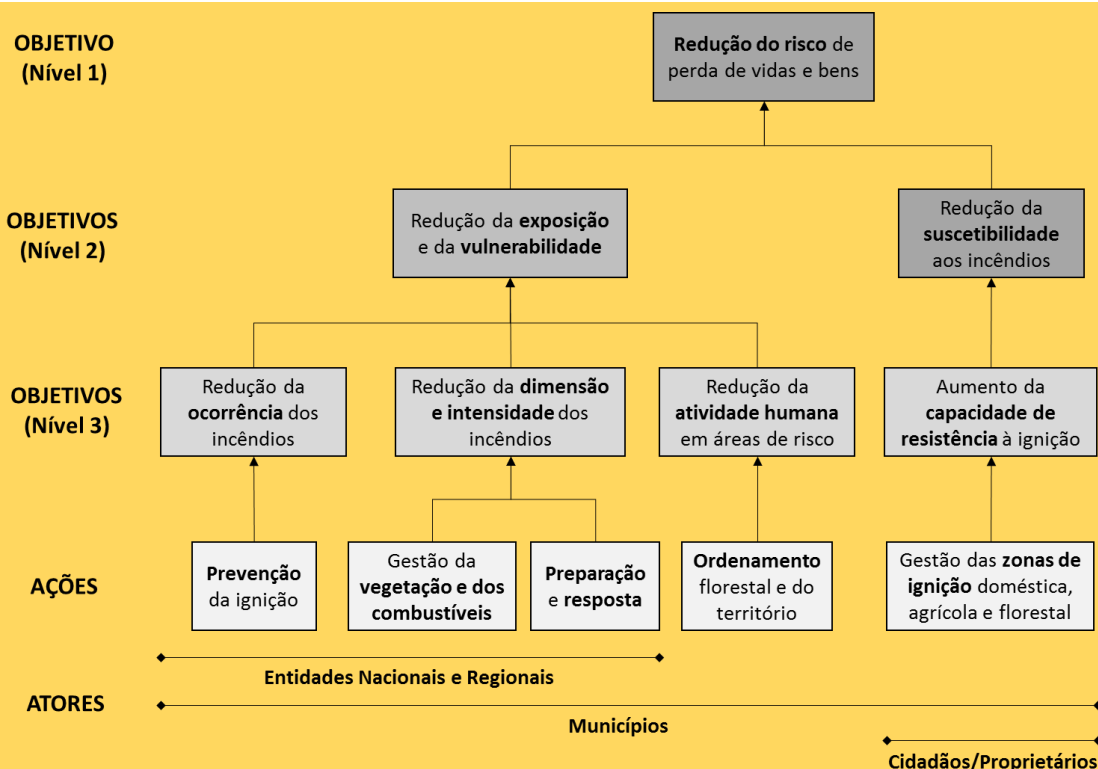 OBJETIVO
(Nível 1)
Redução do risco de
perda de vidas e bens
OBJETIVOS
(Nível 2)
Redução da exposição
e da vulnerabilidade
Redução da
suscetibilidade
aos incêndios
OBJETIVOS
(Nível 3)
Redução da
ocorrência dos
incêndios
Redução da dimensão
e intensidade dos
incêndios
Redução da
atividade humana
em áreas de risco
Aumento da
capacidade de
resistência à ignição
AÇÕES
Prevenção
da ignição
Gestão da
vegetação e dos
combustíveis
Preparação
e resposta
Ordenamento
florestal e do
território
Gestão das zonas de
ignição doméstica,
agrícola e florestal
ATORES
Entidades Nacionais e Regionais
Municípios
Cidadãos/Proprietários